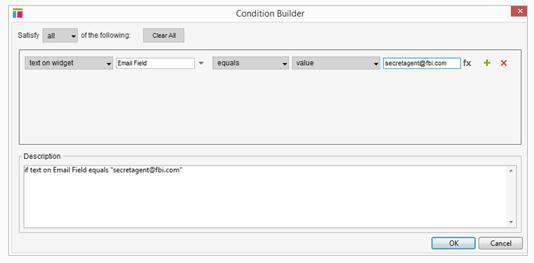 Condition Builder
Satisfy all of the following: Clear All
text on widget Email Field equals value secretagent@fbi.com fx
Description
if text on Email Field equals "secretagent@fbi.com"
OK Cancel